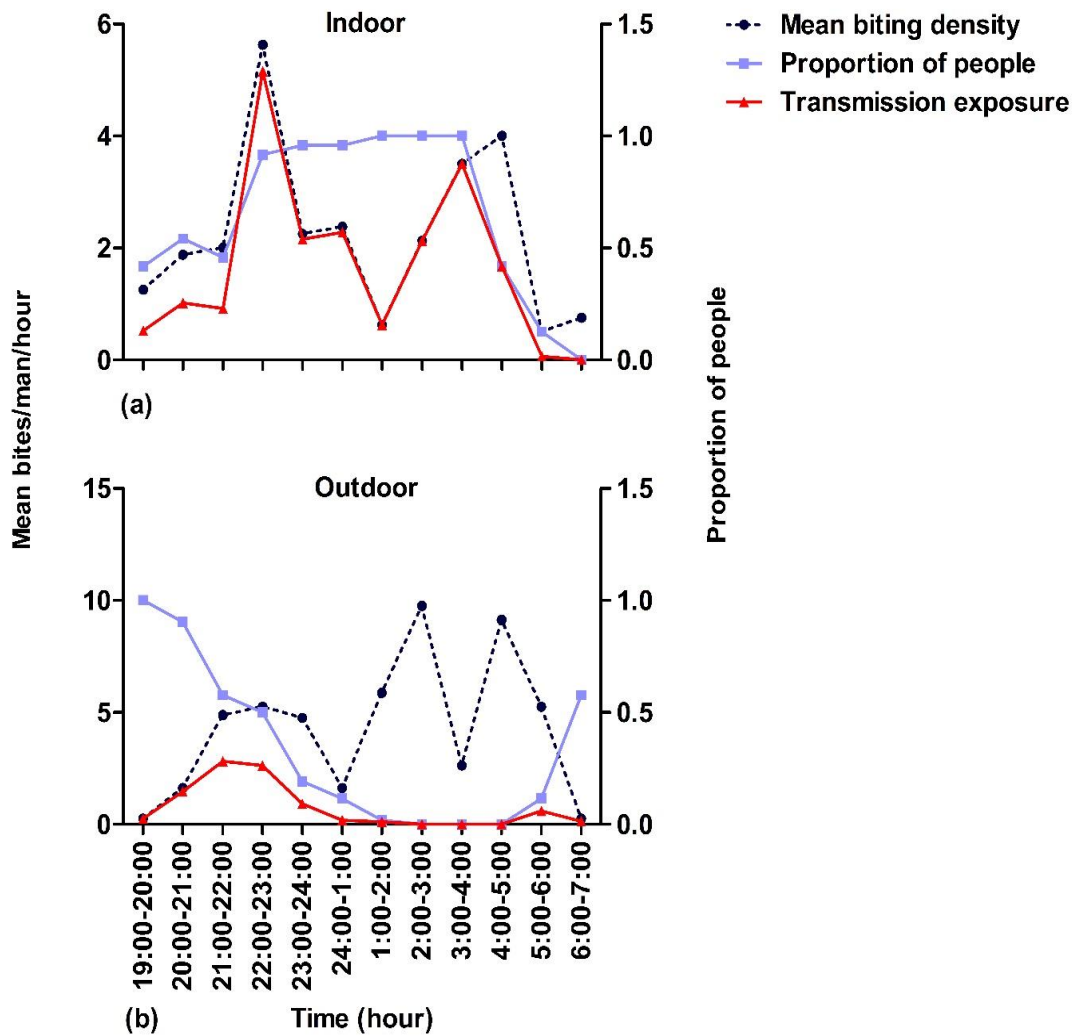 Indoor
Mean biting density
Proportion of people
Transmission exposure
6
4
2
0
1.5
1.0
0.5
0.0
(a)
Mean bites/man/hour
Proportion of people
Outdoor
15
10
5
0
1.5
1.0
0.5
0.0
19:00-20:00
20:00-21:00
21:00-22:00
22:00-23:00
23:00-24:00
24:00-1:00
1:00-2:00
2:00-3:00
3:00-4:00
4:00-5:00
5:00-6:00
6:00-7:00
(b)
Time (hour)